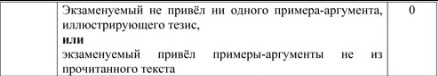 Экзаменуемый не привёл ни одного примера-аргумента, 0
иллюстрирующего тезис,
или
экзаменуемый привёл примеры-аргументы не из
прочитанного текста